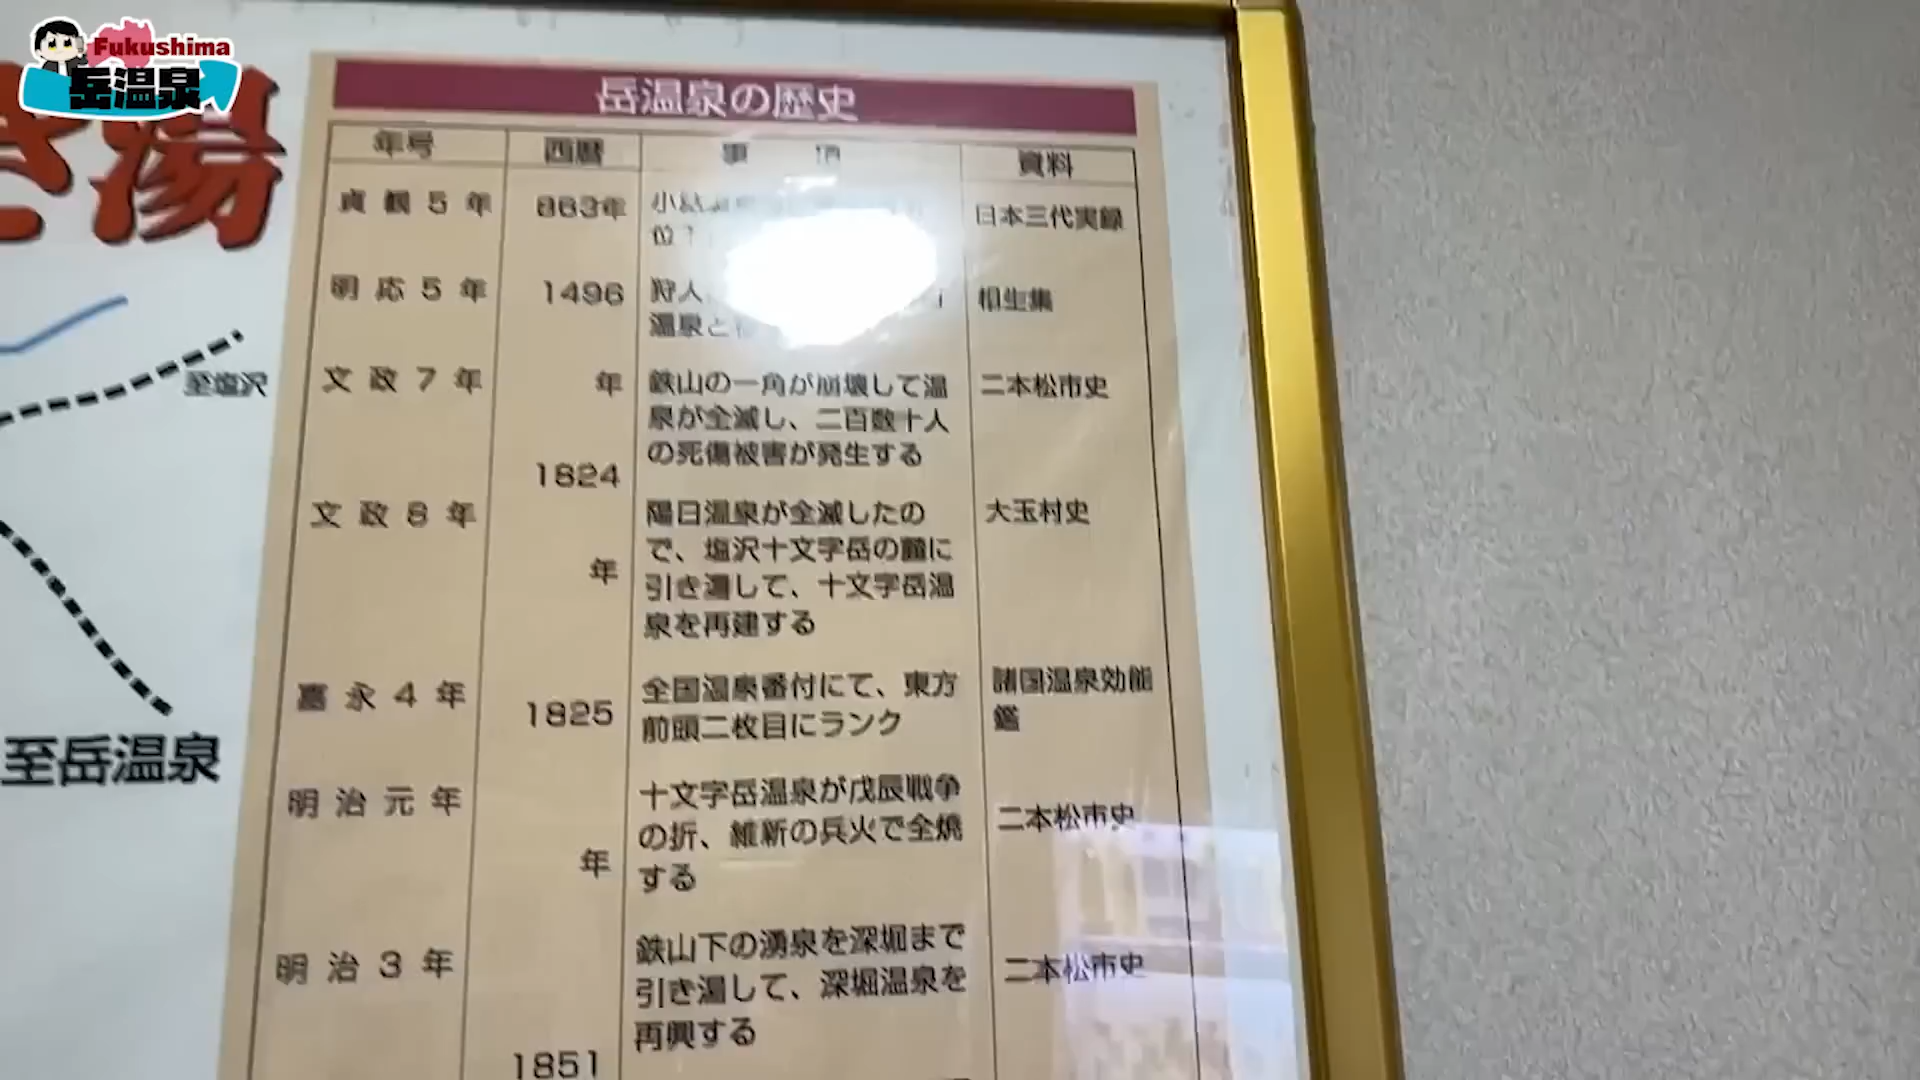 Fukushima
岳温泉
き湯
至塩沢
至岳温泉
岳温泉の歴史
年号 西暦 事項 資料
貞観5年 863年 日本三代実録
明応5年 1496 狩人 相生集
温泉と
文政7年 年 鉄山の一角が崩壊して温 二本松市史
泉が全滅し、二百数十人
の死傷被害が発生する
1824
文政8年 陽日温泉が全滅したの 大玉村史
で、塩沢十文字岳の麓に
年
引き湯して、十文字岳温
泉を再建する
嘉永4年 全国温泉番付にて、東方 諸国温泉効能
1825 前頭二枚目にランク 鑑
明治元年 十文字岳温泉が戊辰戦争 二本松市史
の折、維新の兵火で全焼
年 する
明治3年 鉄山下の湧泉を深堀まで 二本松市史
引き湯して、深堀温泉を
再興する
1851